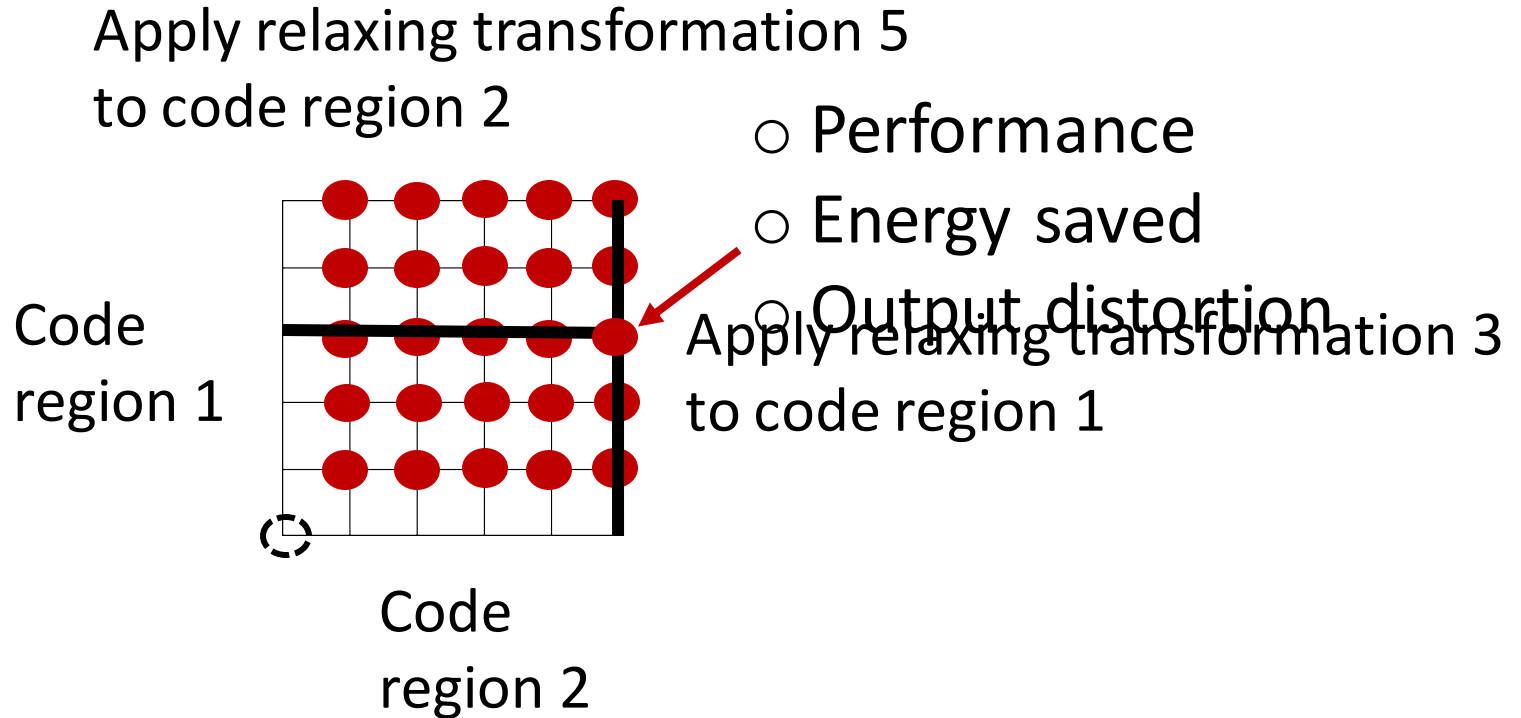 Apply relaxing transformation 5
to code region 2
○ Performance
○ Energy saved
○ Output distortion
Code
region 1
Apply relaxing transformation 3
to code region 1
Code
region 2